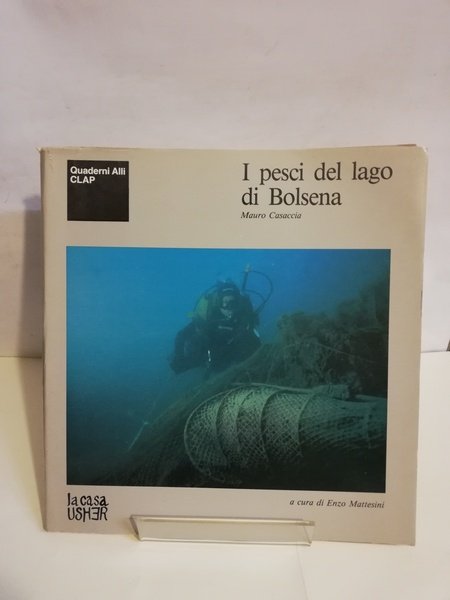 Quaderni Alli
CLAP
I pesci del lago
di Bolsena
Mauro Casaccia
la casa
USHER
a cura di Enzo Mattesini